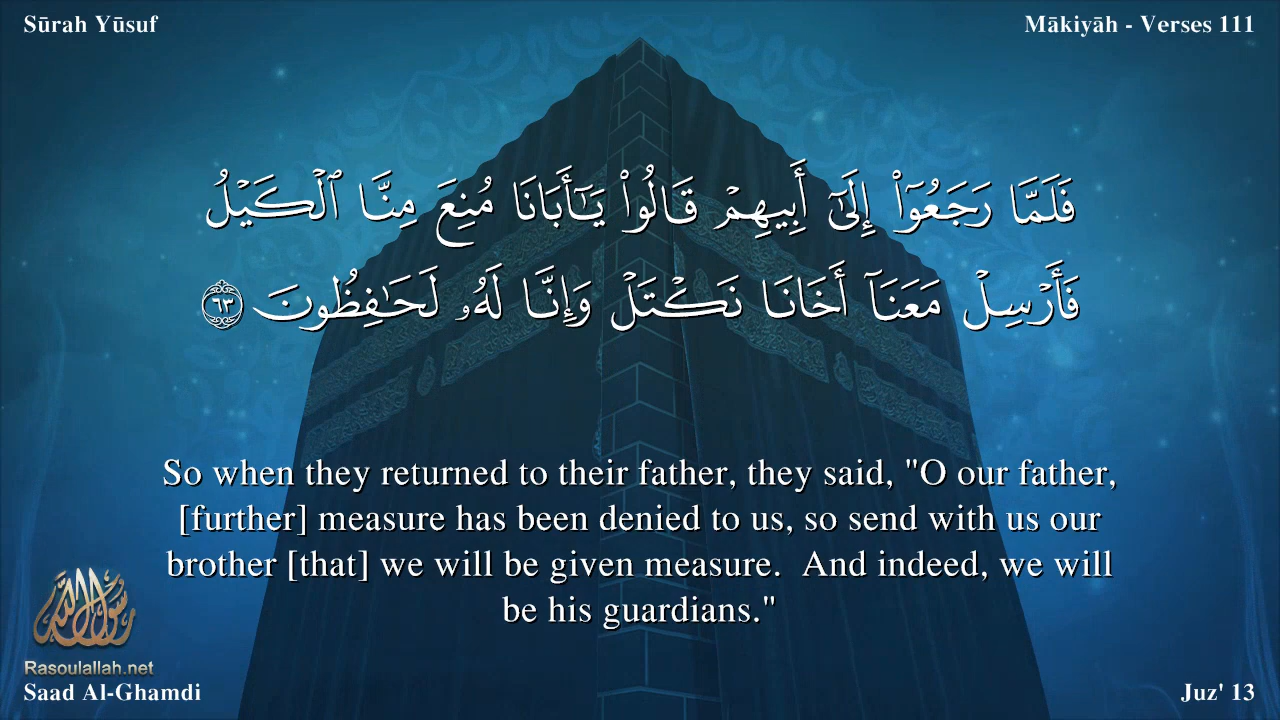 Sūrah Yūsuf
Mākiyāh - Verses 111
فَلَمَّا رَجَعُوٓا۟ إِلَىٰٓ أَبِيهِمْ قَالُوا۟ يَـٰٓأَبَانَا مُنِعَ مِنَّا ٱلْكَيْلُ
فَأَرْسِلْ مَعَنَآ أَخَانَا نَكْتَلْ وَإِنَّا لَهُۥ لَحَـٰفِظُونَ ٦٣
So when they returned to their father, they said, "O our father,
[further] measure has been denied to us, so send with us our
brother [that] we will be given measure.  And indeed, we will
be his guardians."
رسول الله
Rasoulallah.net
Saad Al-Ghamdi
Juz' 13